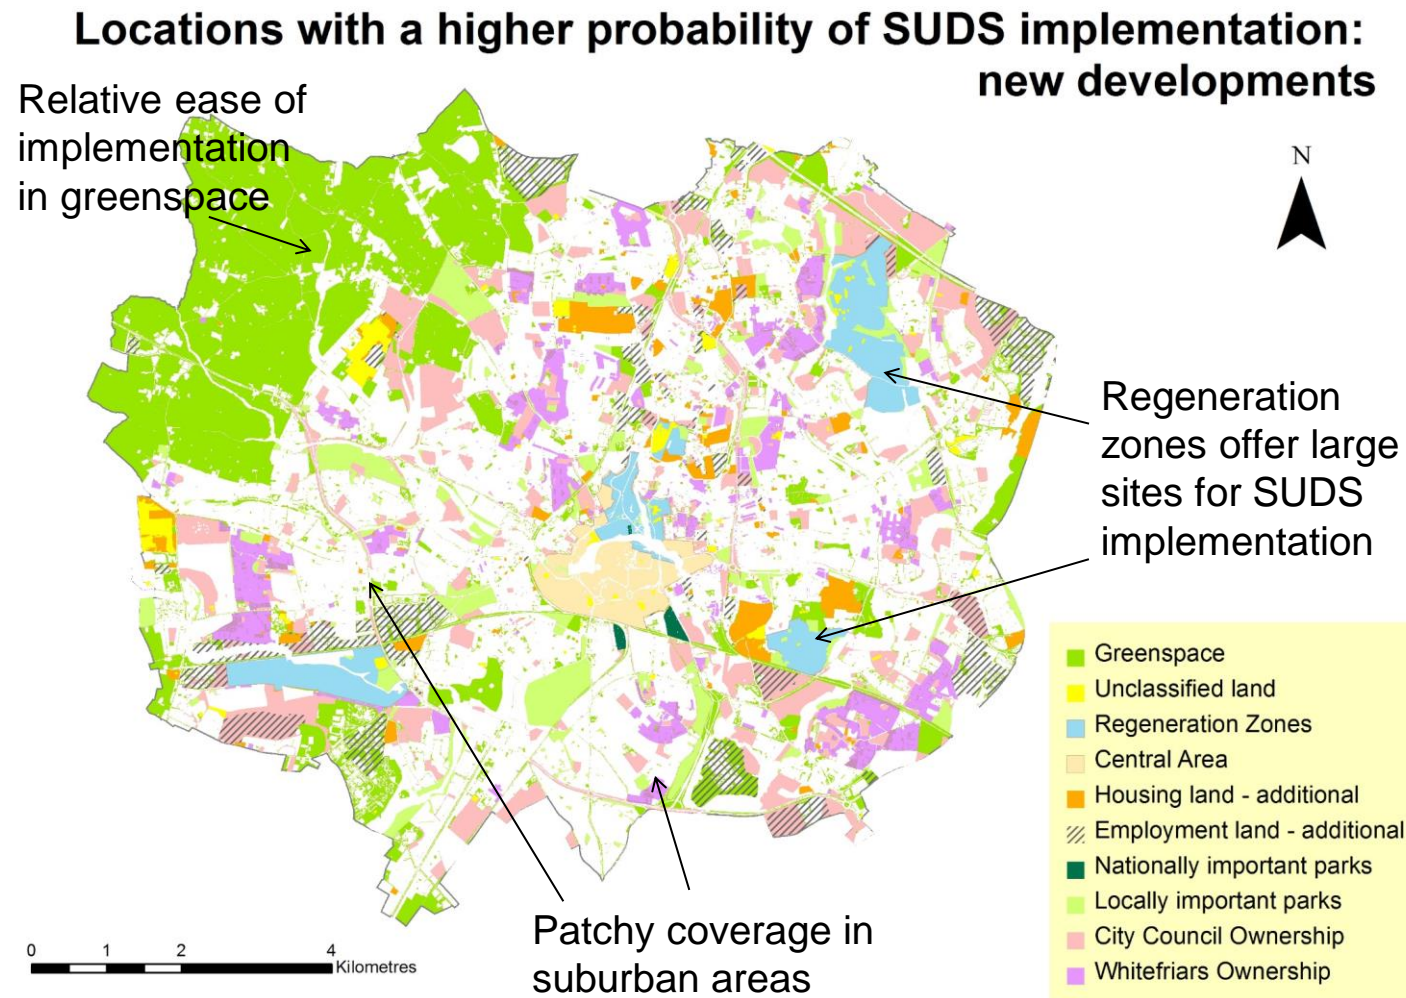 Locations with a higher probability of SUDS implementation:
new developments
Relative ease of
implementation
in greenspace
N
Regeneration
zones offer large
sites for SUDS
implementation
Patchy coverage in
suburban areas
0 1 2 4
Kilometres
Greenspace
Unclassified land
Regeneration Zones
Central Area
Housing land - additional
Employment land - additional
Nationally important parks
Locally important parks
City Council Ownership
Whitefriars Ownership